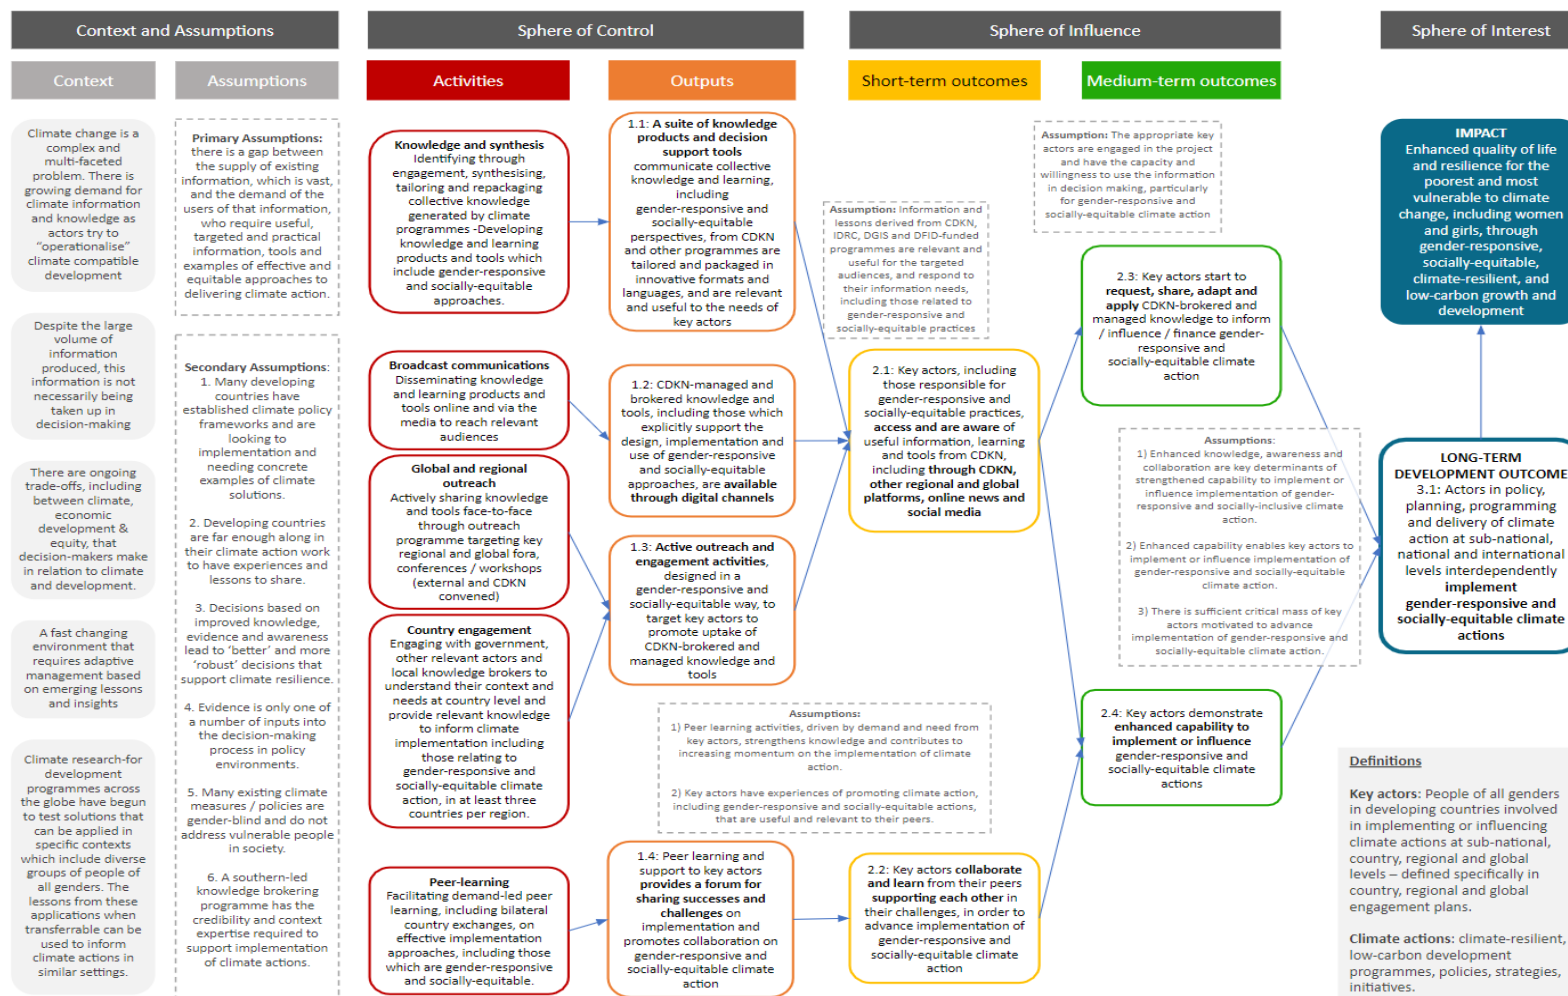 Context and Assumptions
Sphere of Control
Sphere of Influence
Sphere of Interest
Context
Assumptions
Activities
Outputs
Short-term outcomes
Medium-term outcomes
Climate change is a
complex and
multi-faceted
problem. There is
growing demand for
climate information
and knowledge as
actors try to
“operationalise”
climate compatible
development
Despite the large
volume of
information
produced, this
information is not
necessarily being
taken up in
decision-making
There are ongoing
trade-offs, including
between climate,
economic
development &
equity, that
decision-makers make
in relation to climate
and development.
A fast changing
environment that
requires adaptive
management based
on emerging lessons
and insights
Climate research-for
development
programmes across
the globe have begun
to test solutions that
can be applied in
specific contexts
which include diverse
groups of people of
all genders. The
lessons from these
applications when
transferrable can be
used to inform
climate actions in
similar settings.
Primary Assumptions:
there is a gap between
the supply of existing
information, which is vast,
and the demand of the
users of that information,
who require useful,
targeted and practical
information, tools and
examples of effective and
equitable approaches to
delivering climate action.
Secondary Assumptions:
1. Many developing
countries have
established climate policy
frameworks and are
looking to
implementation and
needing concrete
examples of climate
solutions.
2. Developing countries
are far enough along in
their climate action work
to have experiences and
lessons to share.
3. Decisions based on
improved knowledge,
evidence and awareness
lead to ‘better’ and more
‘robust’ decisions that
support climate resilience.
4. Evidence is only one of
a number of inputs into
the decision-making
process in policy
environments.
5. Many existing climate
measures / policies are
gender-blind and do not
address vulnerable people
in society.
6. A southern-led
knowledge brokering
programme has the
credibility and context
expertise required to
support implementation
of climate actions.
Knowledge and synthesis
Identifying through
engagement, synthesising,
tailoring and repackaging
collective knowledge
generated by climate
programmes -Developing
knowledge and learning
products and tools which
include gender-responsive
and socially-equitable
approaches.
Broadcast communications
Disseminating knowledge
and learning products and
tools online and via the
media to reach relevant
audiences
Global and regional
outreach
Actively sharing knowledge
and tools face-to-face
through outreach
programme targeting key
regional and global fora,
conferences / workshops
(external and CDKN
convened)
Country engagement
Engaging with government,
other relevant actors and
local knowledge brokers to
understand their context and
needs at country level and
provide relevant knowledge
to inform climate
implementation including
those relating to
gender-responsive and
socially-equitable climate
action, in at least three
countries per region.
Peer-learning
Facilitating demand-led peer
learning, including bilateral
country exchanges, on
effective implementation
approaches, including those
which are gender-responsive
and socially-equitable.
1.1: A suite of knowledge
products and decision
support tools
communicate collective
knowledge and learning,
including
gender-responsive and
socially-equitable
perspectives, from CDKN
and other programmes are
tailored and packaged in
innovative formats and
languages, and are relevant
and useful to the needs of
key actors
1.2: CDKN-managed and
brokered knowledge and
tools, including those which
explicitly support the
design, implementation and
use of gender-responsive
and socially-equitable
approaches, are available
through digital channels
1.3: Active outreach and
engagement activities,
designed in a
gender-responsive and
socially-equitable way, to
target key actors to
promote uptake of
CDKN-brokered and
managed knowledge and
tools
Assumptions:
1) Peer learning activities, driven by demand and need from
key actors, strengthens knowledge and contributes to
increasing momentum on the implementation of climate
action.
2) Key actors have experiences of promoting climate action,
including gender-responsive and socially-equitable actions,
that are useful and relevant to their peers.
1.4: Peer learning and
support to key actors
provides a forum for
sharing successes and
challenges on
implementation and
promotes collaboration on
gender-responsive and
socially-equitable climate
action
Assumption: Information and
lessons derived from CDKN,
IDRC, DGIS and DFID-funded
programmes are relevant and
useful for the targeted
audiences, and respond to
their information needs,
including those related to
gender-responsive and
socially-equitable practices
2.1: Key actors, including
those responsible for
gender-responsive and
socially-equitable practices,
access and are aware of
useful information, learning
and tools from CDKN,
including through CDKN,
other regional and global
platforms, online news and
social media
2.2: Key actors collaborate
and learn from their peers
supporting each other in
their challenges, in order to
advance implementation of
gender-responsive and
socially-equitable climate
action
Assumption: The appropriate key
actors are engaged in the project
and have the capacity and
willingness to use the information
in decision making, particularly
for gender-responsive and
socially-equitable climate action
2.3: Key actors start to
request, share, adapt and
apply CDKN-brokered and
managed knowledge to inform
/ influence / finance gender-
responsive and
socially-equitable climate
action
Assumptions:
1) Enhanced knowledge, awareness and
collaboration are key determinants of
strengthened capability to implement or
influence implementation of gender-
responsive and socially-inclusive climate
action.
2) Enhanced capability enables key actors to
implement or influence implementation of
gender-responsive and socially-equitable
climate action.
3) There is sufficient critical mass of key
actors motivated to advance
implementation of gender-responsive and
socially-equitable climate action.
2.4: Key actors demonstrate
enhanced capability to
implement or influence
gender-responsive and
socially-equitable climate
actions
IMPACT
Enhanced quality of life
and resilience for the
poorest and most
vulnerable to climate
change, including women
and girls, through
gender-responsive,
socially-equitable,
climate-resilient, and
low-carbon growth and
development
LONG-TERM
DEVELOPMENT OUTCOME
3.1: Actors in policy,
planning, programming
and delivery of climate
action at sub-national,
national and international
levels interdependently
implement
gender-responsive and
socially-equitable climate
actions
Definitions
Key actors: People of all genders
in developing countries involved
in implementing or influencing
climate actions at sub-national,
country, regional and global
levels – defined specifically in
country, regional and global
engagement plans.
Climate actions: climate-resilient,
low-carbon development
programmes, policies, strategies,
initiatives.